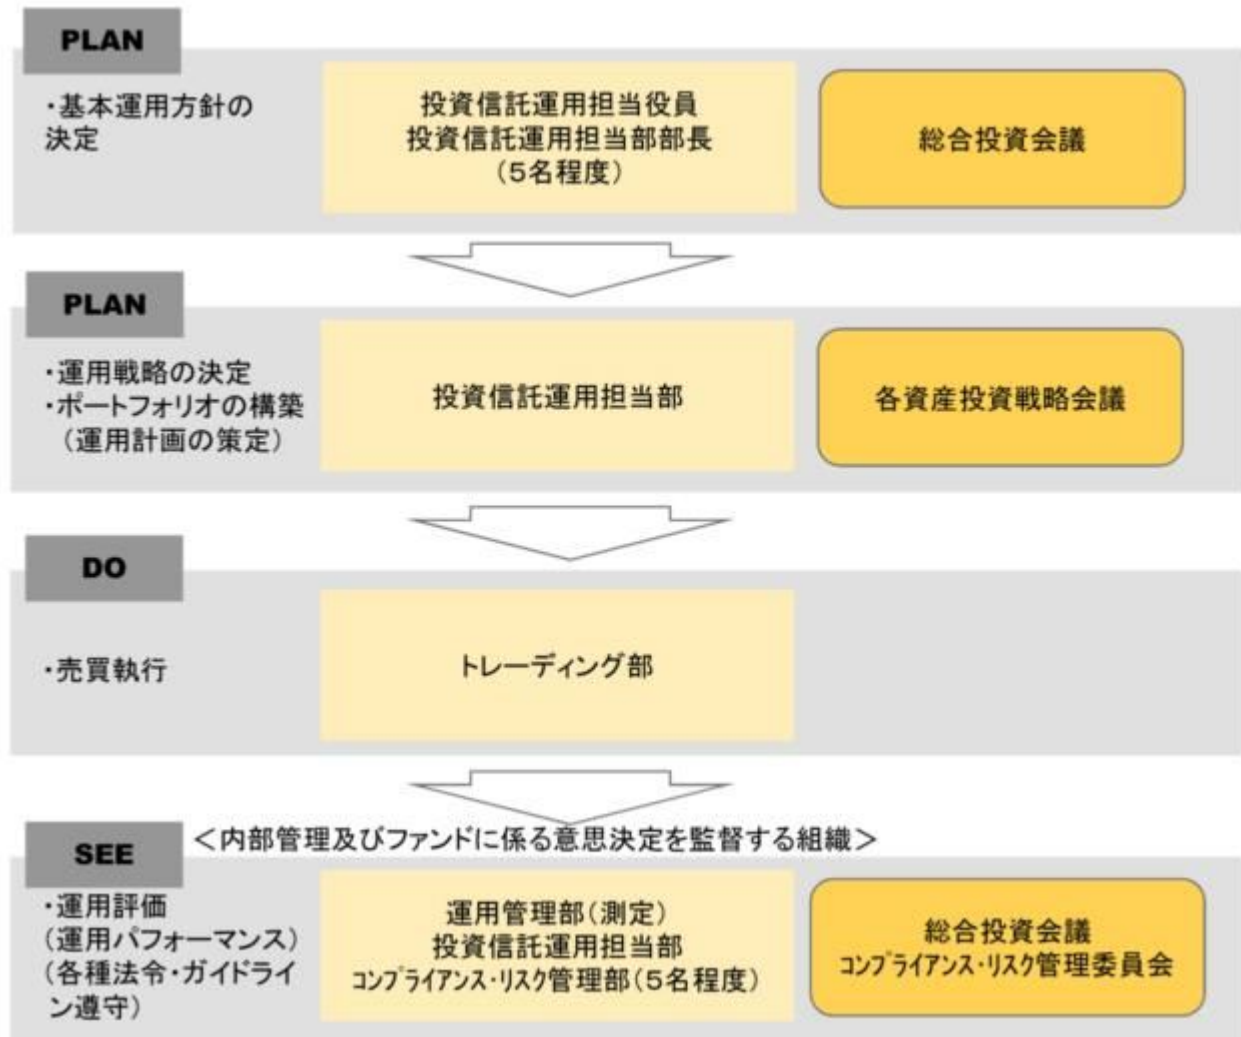 PLAN
・基本運用方針の
決定
投資信託運用担当役員
投資信託運用担当部部長
(5名程度)
総合投資会議
PLAN
・運用戦略の決定
・ポートフォリオの構築
(運用計画の策定)
投資信託運用担当部
各資産投資戦略会議
DO
・売買執行
トレーディング部
SEE
＜内部管理及びファンドに係る意思決定を監督する組織＞
・運用評価
(運用パフォーマンス)
(各種法令・ガイドライ
ン遵守)
運用管理部(測定)
投資信託運用担当部
ｺﾝﾌﾟﾗｲｱﾝｽ・ﾘｽｸ管理部(5名程度)
総合投資会議
ｺﾝﾌﾟﾗｲｱﾝｽ・ﾘｽｸ管理委員会